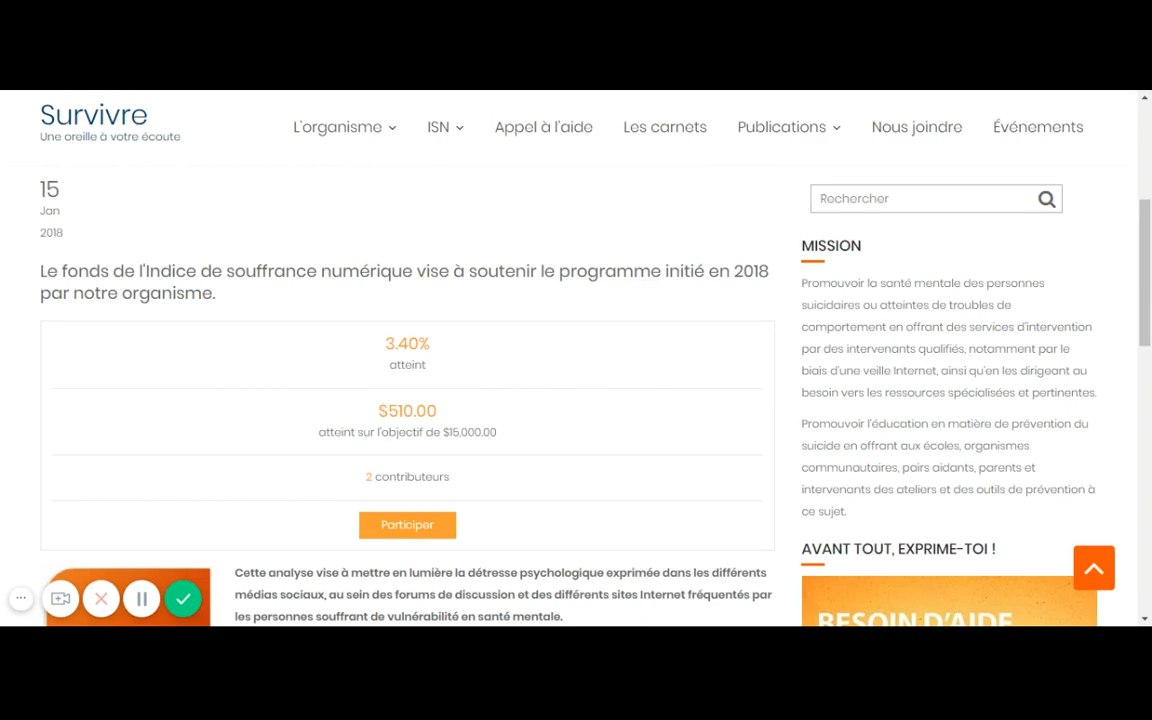 Survivre
Une oreille à votre écoute
L'organisme
ISN
Appel à l'aide
Les carnets
Publications
Nous joindre
Événements
15
Jan
2018
Le fonds de l'Indice de souffrance numérique vise à soutenir le programme initié en 2018
par notre organisme.
3.40%
atteint
$510.00
atteint sur l'objectif de $15,000.00
2 contributeurs
Participer
Cette analyse vise à mettre en lumière la détresse psychologique exprimée dans les différents
médias sociaux, au sein des forums de discussion et des différents sites Internet fréquentés par
les personnes souffrant de vulnérabilité en santé mentale.
Rechercher
MISSION
Promouvoir la santé mentale des personnes
suicidaires ou atteintes de troubles de
comportement en offrant des services d'intervention
par des intervenants qualifiés, notamment par le
biais d'une veille Internet, ainsi qu'en les dirigeant au
besoin vers les ressources spécialisées et pertinentes.
Promouvoir l'éducation en matière de prévention du
suicide en offrant aux écoles, organismes
communautaires, pairs aidants, parents et
intervenants des ateliers et des outils de prévention à
ce sujet.
AVANT TOUT, EXPRIME-TOI !
BESOIN D'AIDE